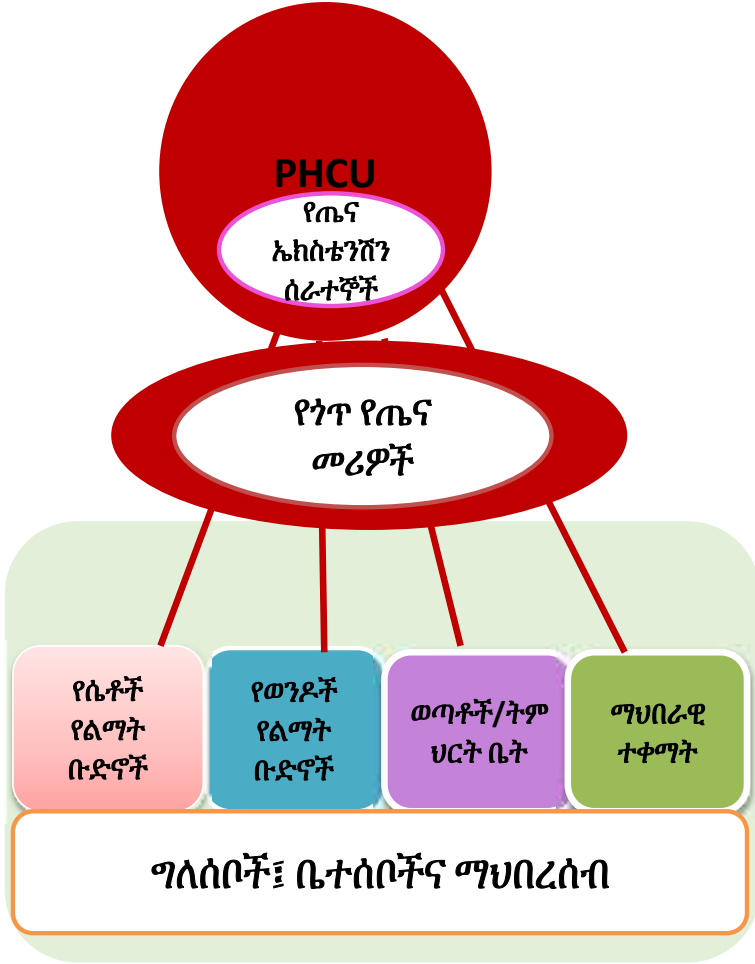 PHCU
የጤና
ኤክስቴንሽን
ሰራተኞች
የጎጥ የጤና
መሪዎች
የሴቶች
የልማት
ቡድኖች
የወንዶች
የልማት
ቡድኖች
ወጣቶች/ትም
ህርት ቤት
ማህበራዊ
ተቀማት
ግለሰቦች፤ ቤተሰቦችና ማህበረሰብ